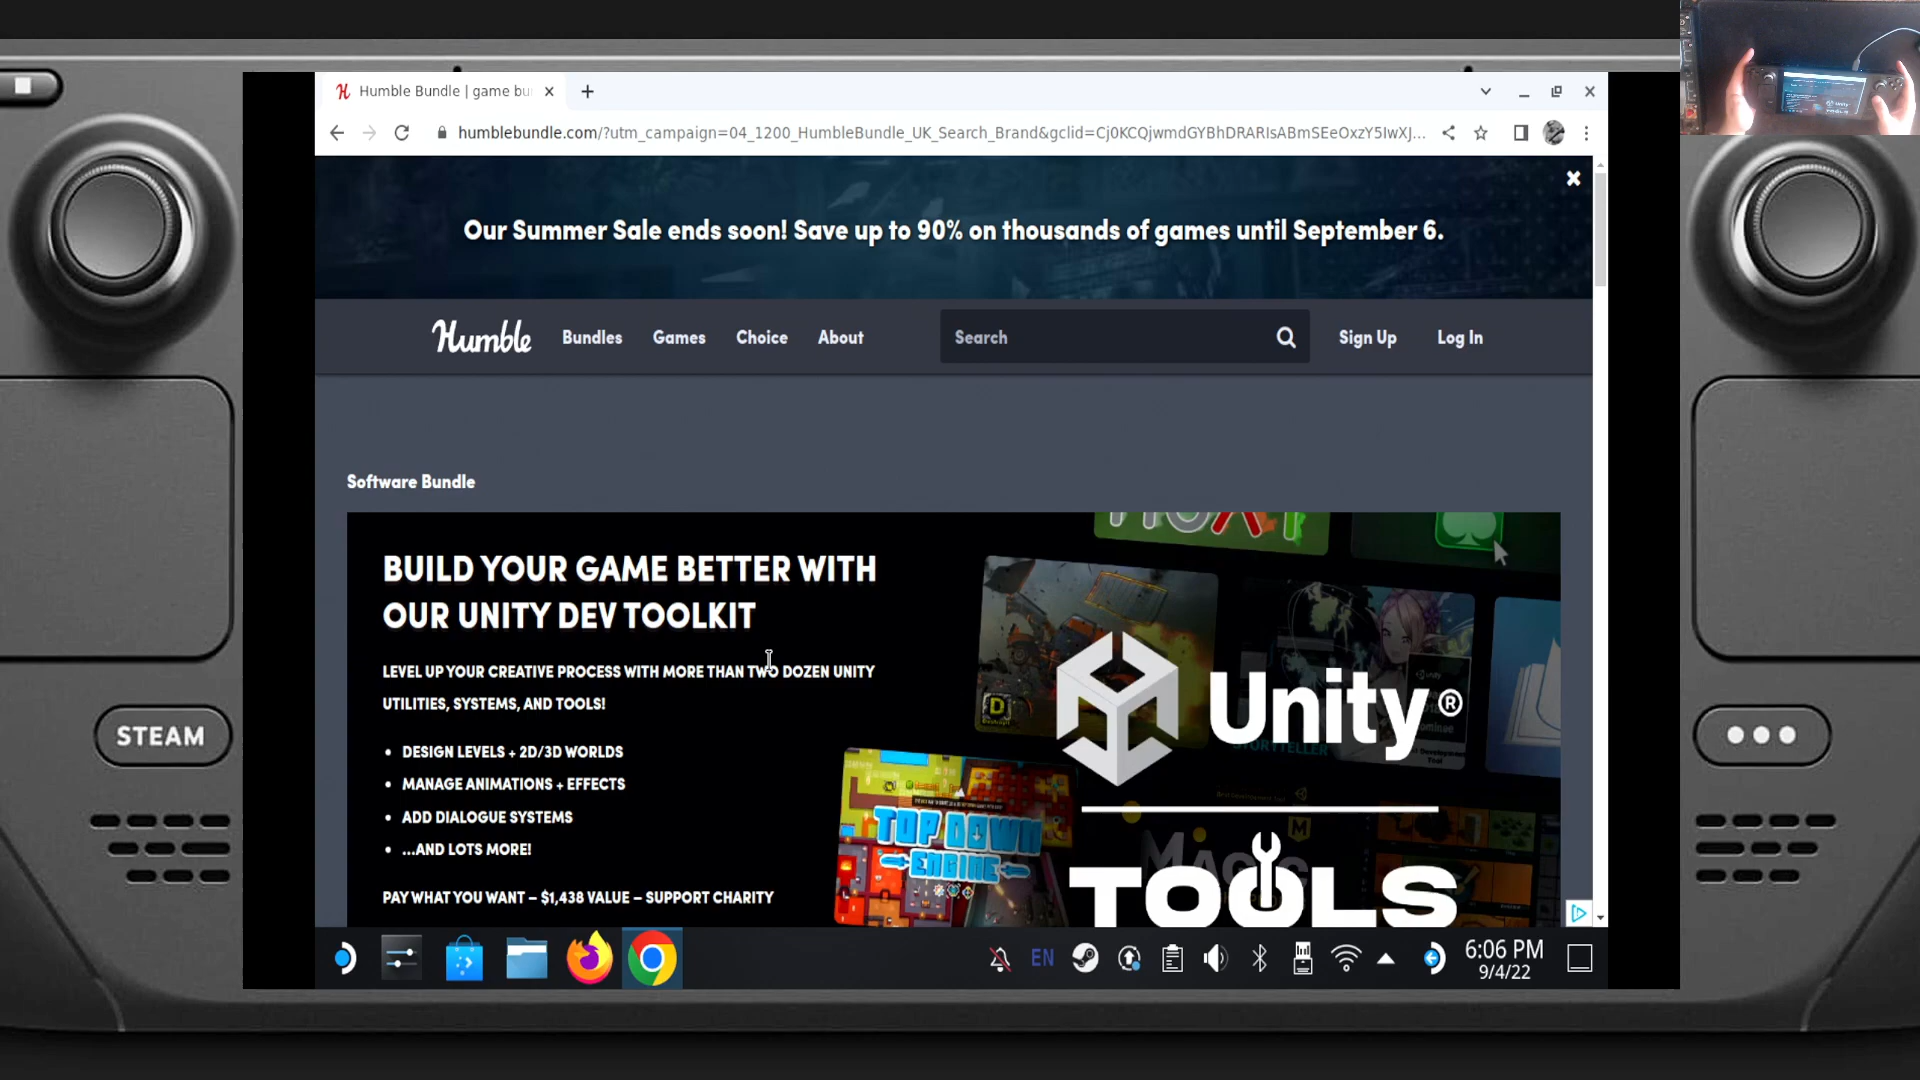 Humble Bundle | game bu
humblebundle.com/?utm_campaign=04_1200_HumbleBundle_UK_Search_Brand&gclid=Cj0KCQjwmdGYBhDRARIsABmSEeOxzY5IwXJ...
Our Summer Sale ends soon! Save up to 90% on thousands of games until September 6.
Humble Bundles Games Choice About Search Sign Up Log In
Software Bundle
BUILD YOUR GAME BETTER WITH
OUR UNITY DEV TOOLKIT
LEVEL UP YOUR CREATIVE PROCESS WITH MORE THAN TWO DOZEN UNITY
UTILITIES, SYSTEMS, AND TOOLS!
• DESIGN LEVELS + 2D/3D WORLDS
• MANAGE ANIMATIONS + EFFECTS
• ADD DIALOGUE SYSTEMS
• ...AND LOTS MORE!
PAY WHAT YOU WANT – $1,438 VALUE – SUPPORT CHARITY
Unity®
TOOLS
TOP DOWN
ENGINE
STORYTELLER
MAGIC
STEAM
EN
6:06 PM
9/4/22